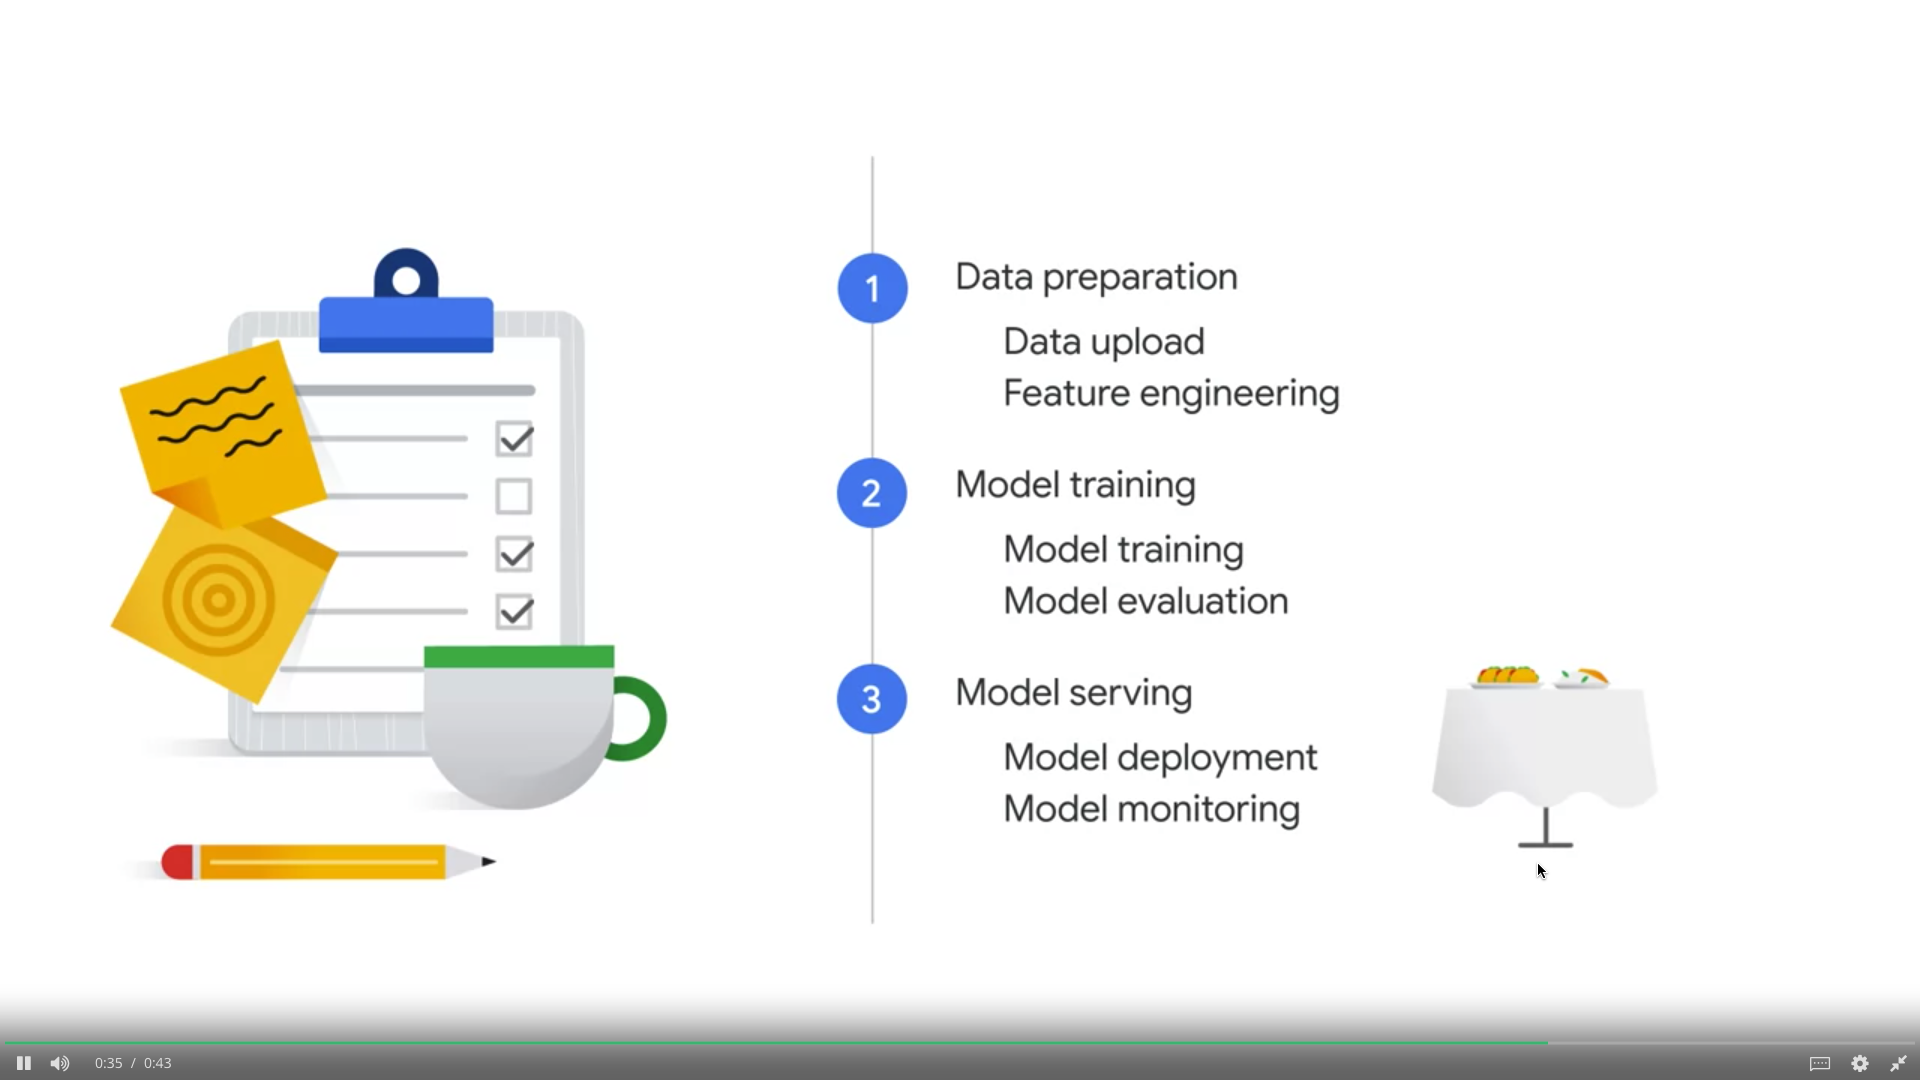 1
Data preparation
Data upload
Feature engineering
2
Model training
Model training
Model evaluation
3
Model serving
Model deployment
Model monitoring
0:35 / 0:43